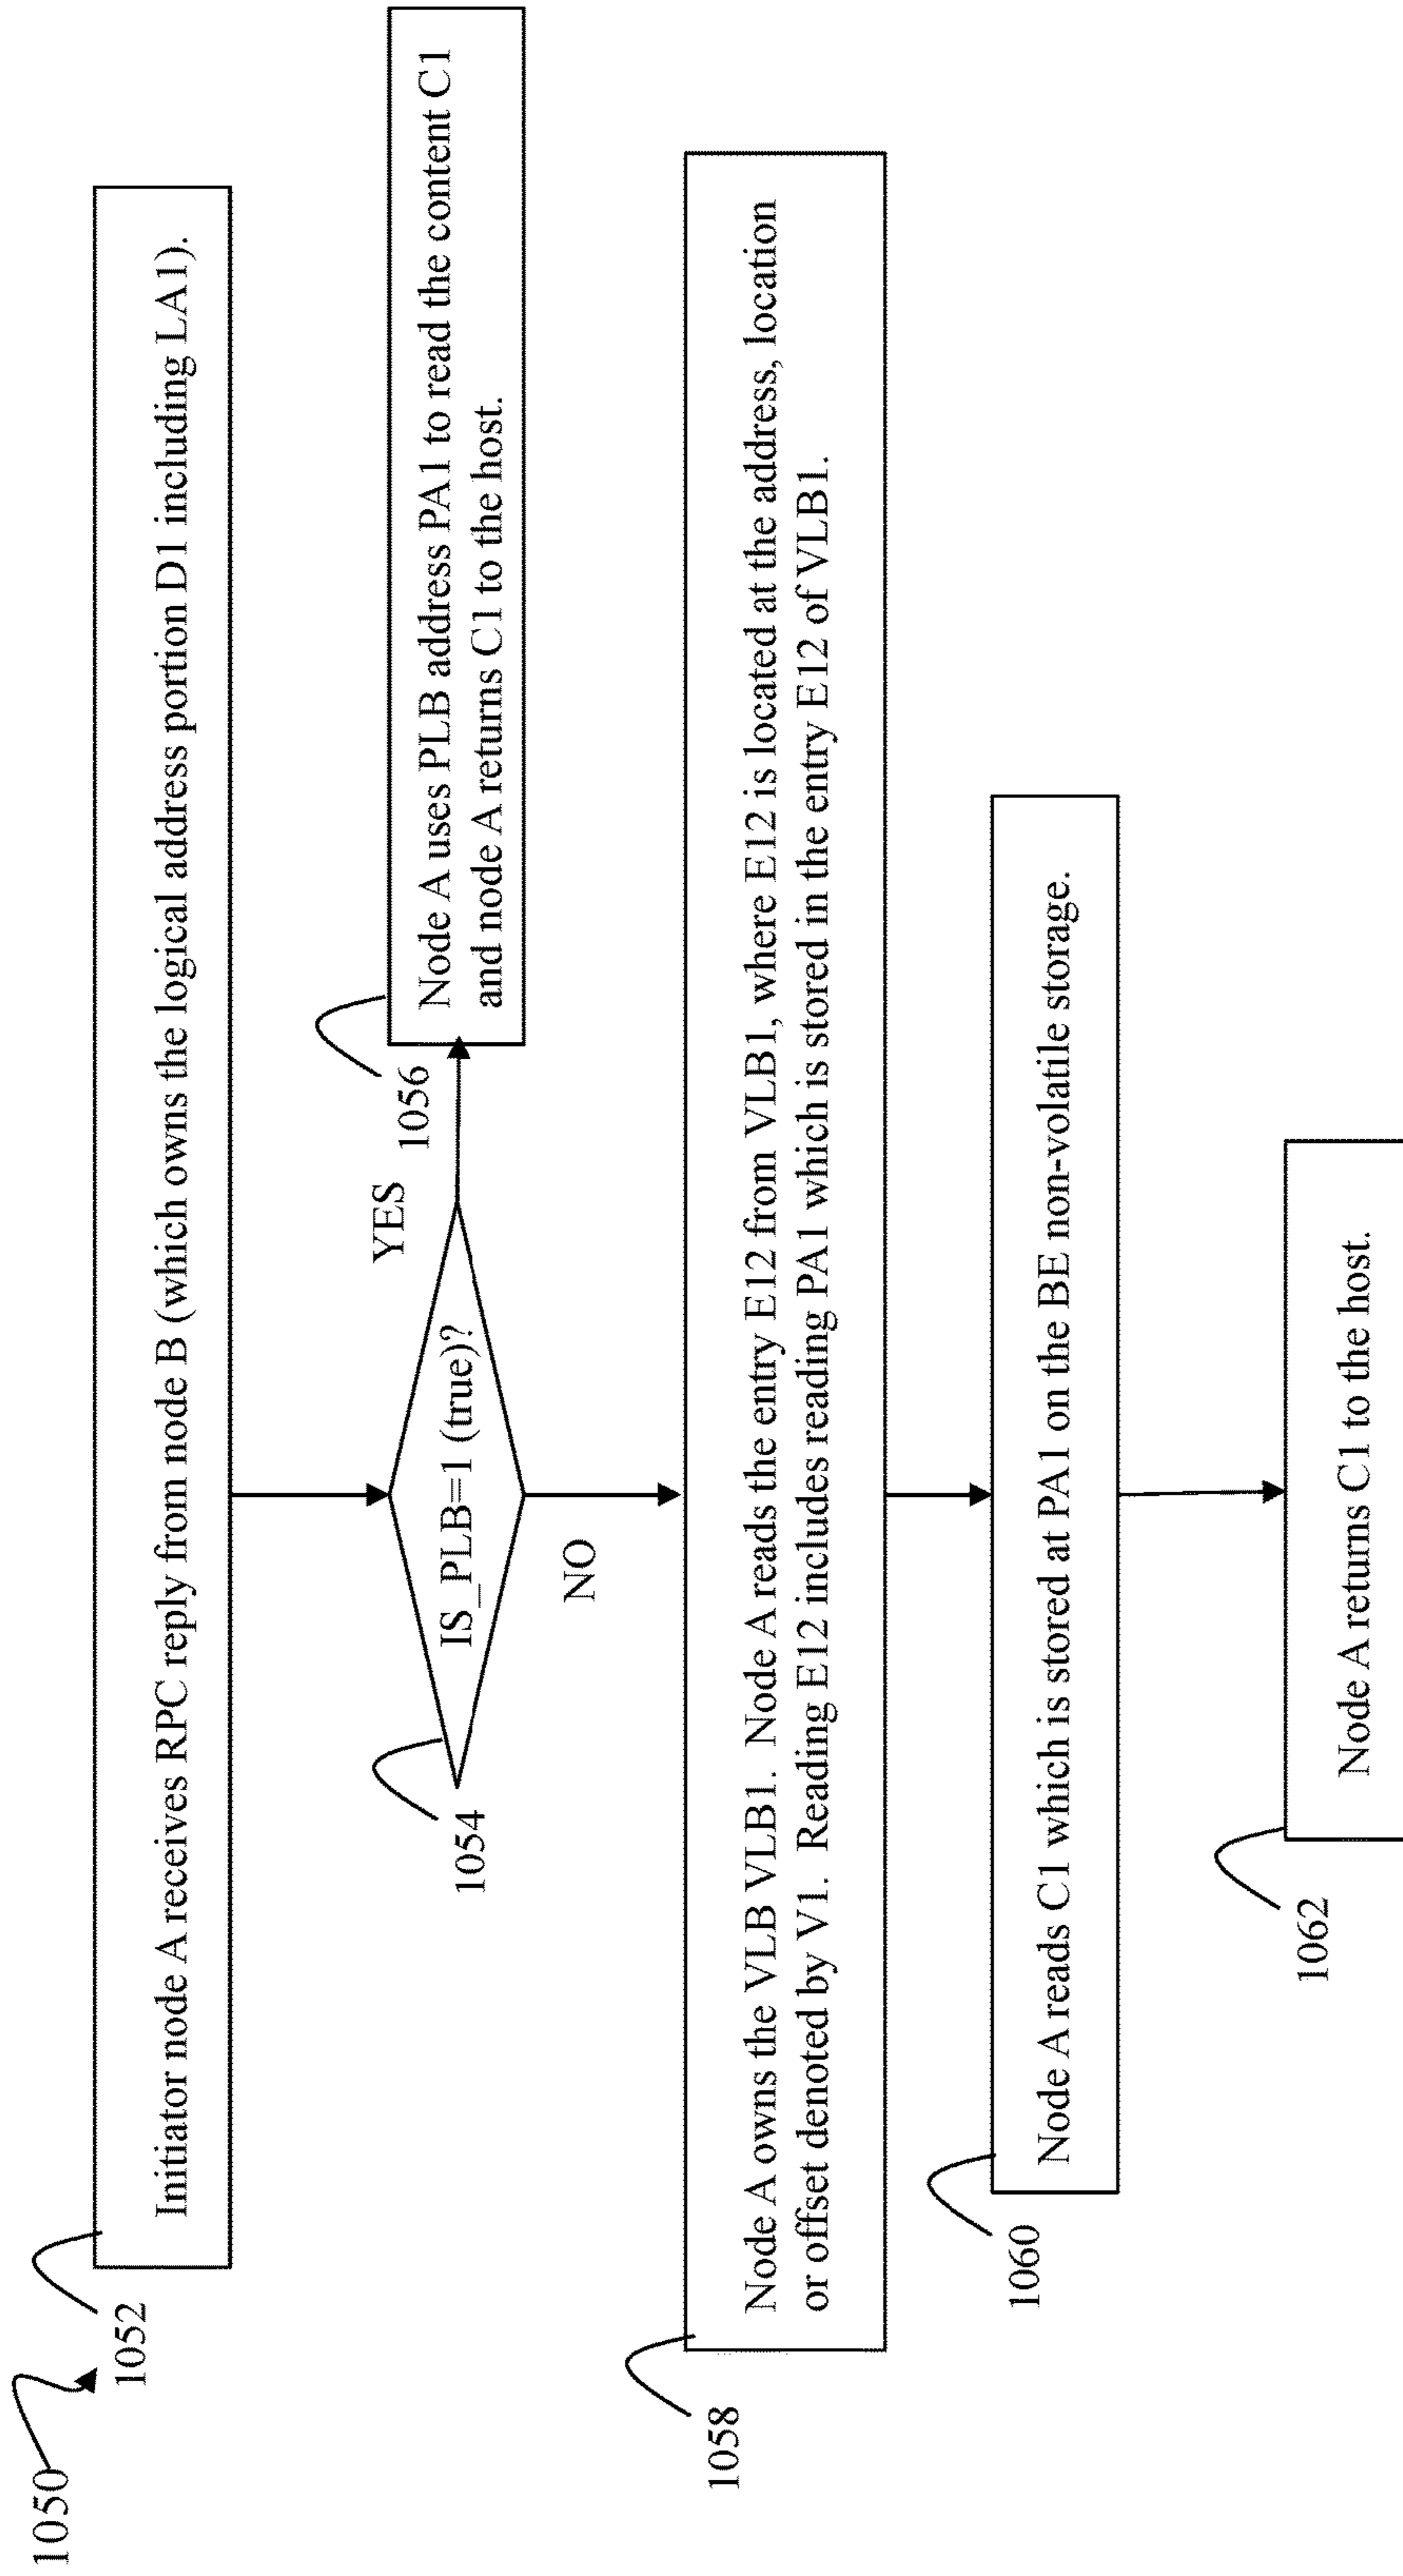 1050
1052
Initiator node A receives RPC reply from node B (which owns the logical address portion D1 including LA1).
1054
IS_PLB=1 (true)?
YES
1056
Node A uses PLB address PA1 to read the content C1
and node A returns C1 to the host.
NO
1058
Node A owns the VLB VLB1. Node A reads the entry E12 from VLB1, where E12 is located at the address, location
or offset denoted by V1. Reading E12 includes reading PA1 which is stored in the entry E12 of VLB1.
1060
Node A reads C1 which is stored at PA1 on the BE non-volatile storage.
1062
Node A returns C1 to the host.